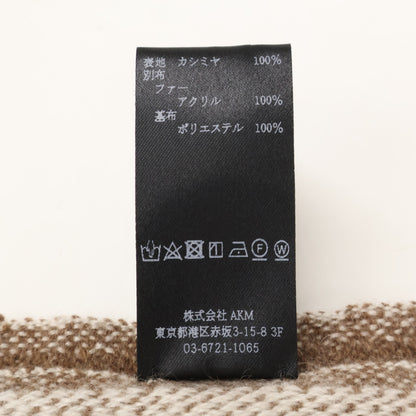 表地 カシミヤ 100%
別布
ファー
アクリル 100%
基布
ポリエステル 100%
F W
株式会社 AKM
東京都港区赤坂3-15-8 3F
03-6721-1065